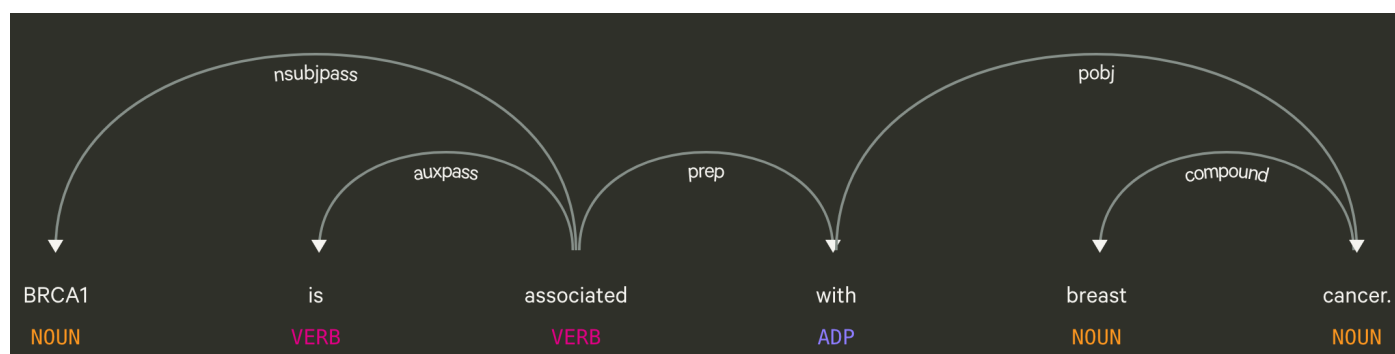 nsubjpass pobj
auxpass prep compound
BRCA1 is associated with breast cancer.
NOUN VERB VERB ADP NOUN NOUN